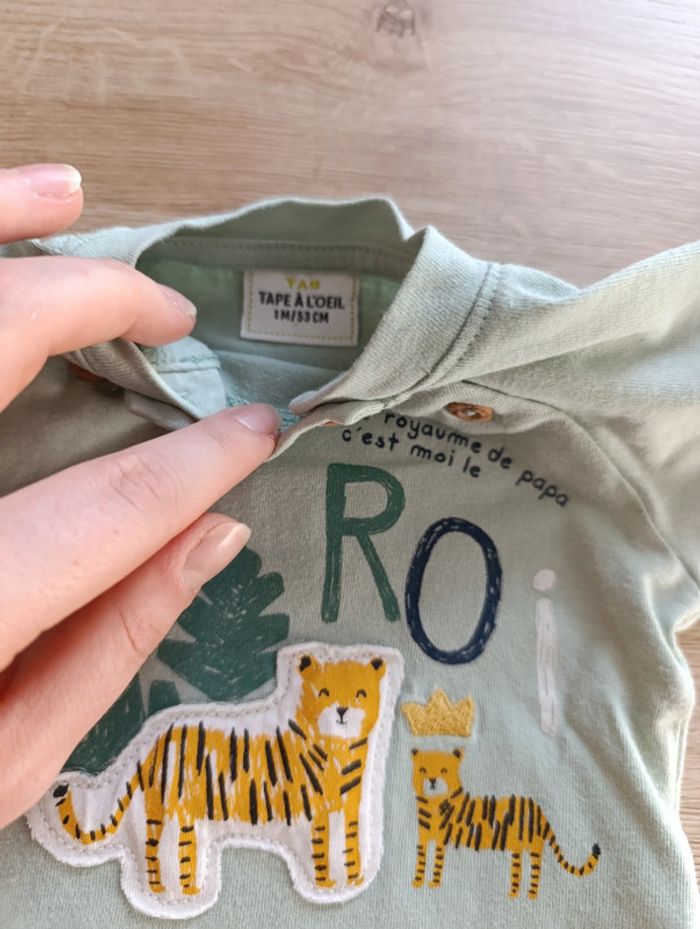 TAO
TAPE À L'OEIL
1M/53CM
royaume de papa
c'est moi le
ROi